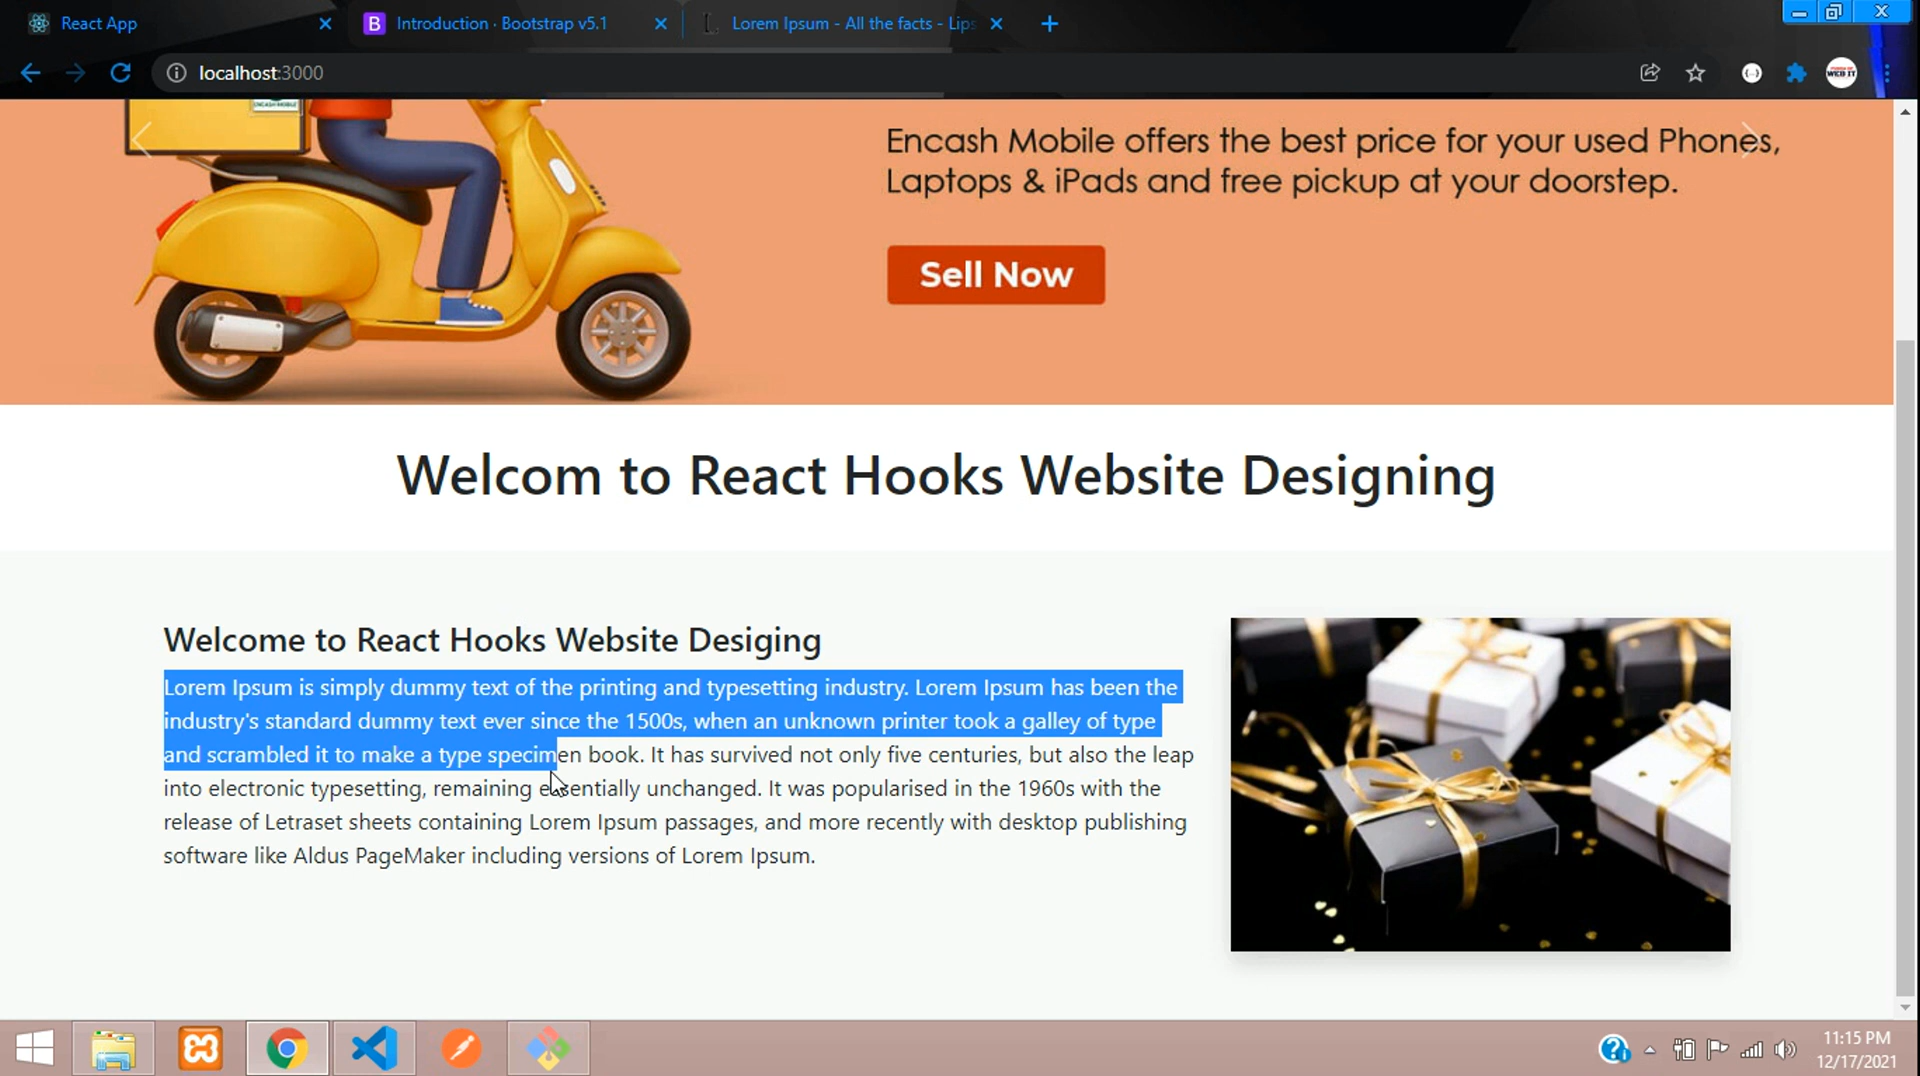 React App
Introduction · Bootstrap v5.1
Lorem Ipsum - All the facts - Lips
localhost:3000
WEB IT
ENCASH MOBILE
Encash Mobile offers the best price for your used Phones,
Laptops & iPads and free pickup at your doorstep.
Sell Now
Welcom to React Hooks Website Designing
Welcome to React Hooks Website Desiging
Lorem Ipsum is simply dummy text of the printing and typesetting industry. Lorem Ipsum has been the
industry's standard dummy text ever since the 1500s, when an unknown printer took a galley of type
and scrambled it to make a type specimen book. It has survived not only five centuries, but also the leap
into electronic typesetting, remaining essentially unchanged. It was popularised in the 1960s with the
release of Letraset sheets containing Lorem Ipsum passages, and more recently with desktop publishing
software like Aldus PageMaker including versions of Lorem Ipsum.
11:15 PM
12/17/2021